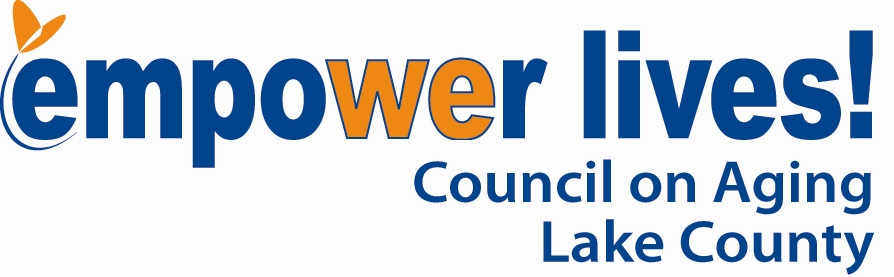 empower lives!
Council on Aging
Lake County